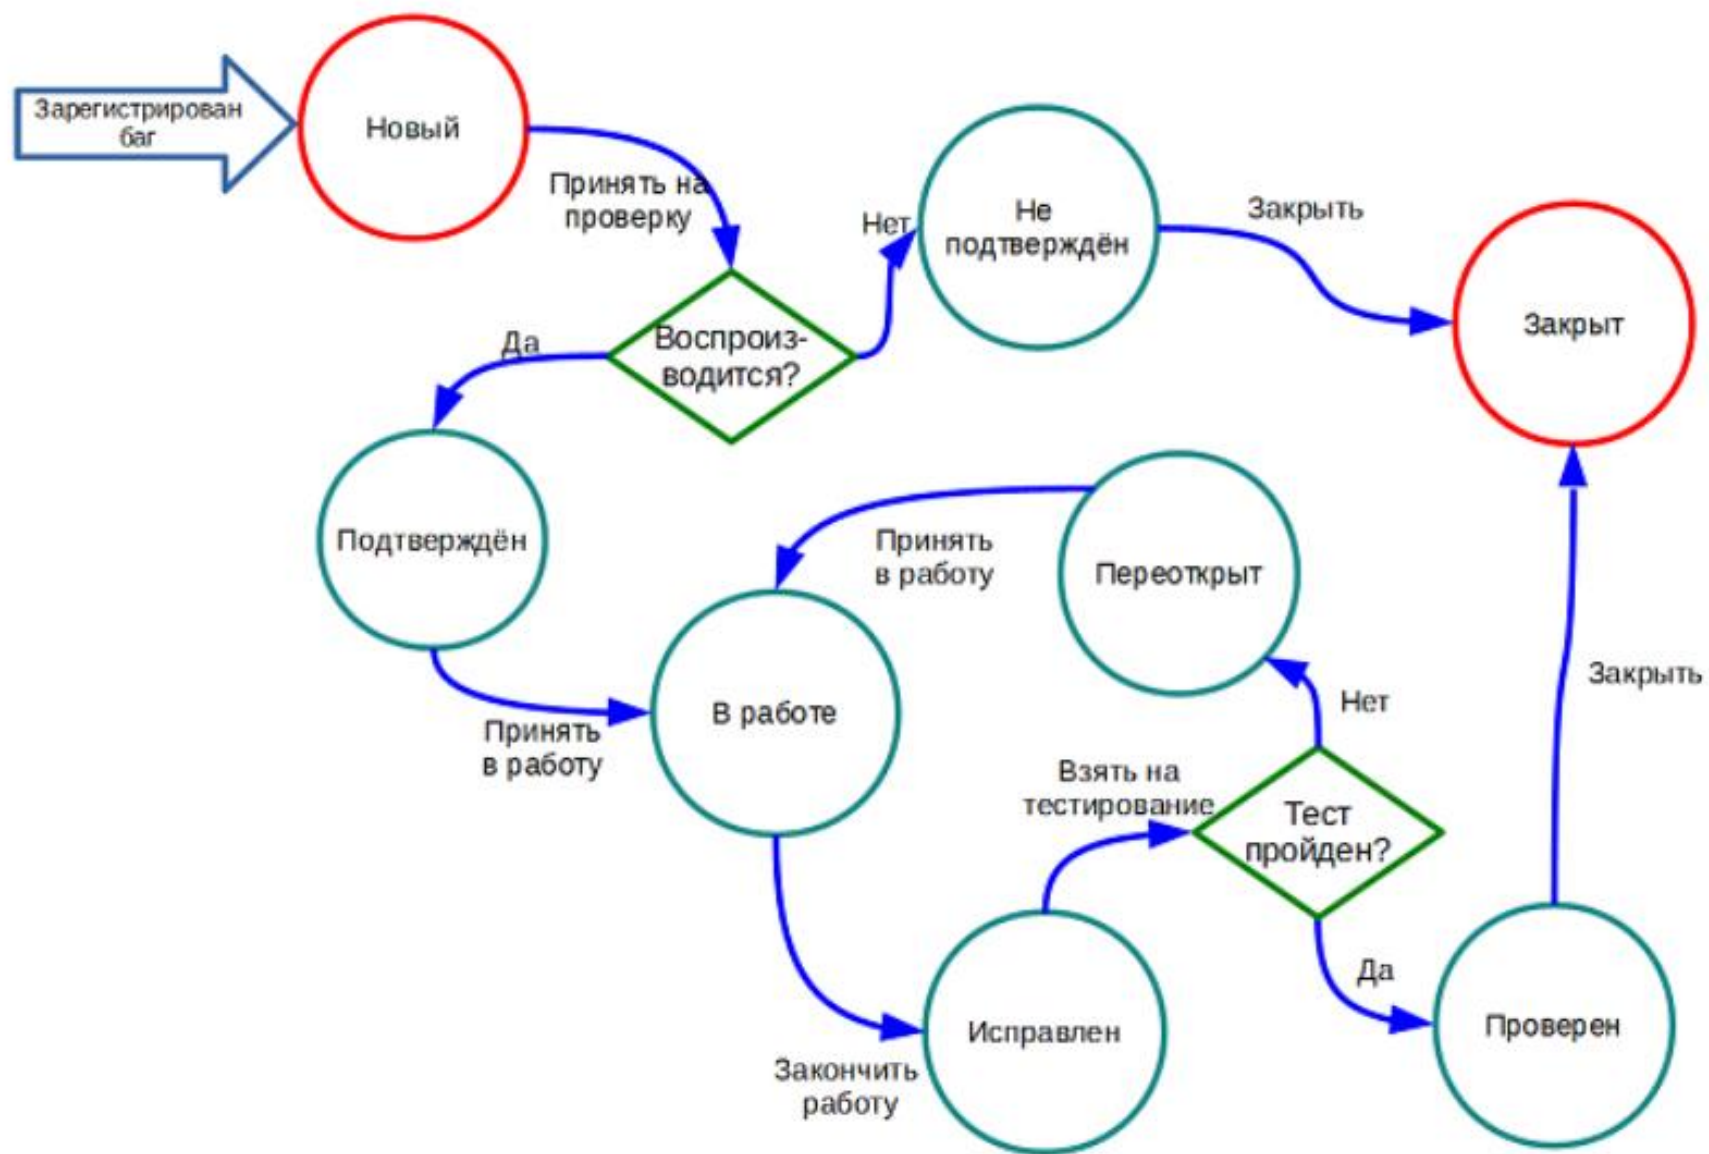 Зарегистрирован
баг
Новый
Принять на
проверку
Нет
Не
подтверждён
Закрыть
Закрыт
Воспроиз-
водится?
Да
Подтверждён
Принять
в работу
Переоткрыт
Принять
в работу
В работе
Нет
Закрыть
Взять на
тестирование
Тест
пройден?
Да
Исправлен
Проверен
Закончить
работу